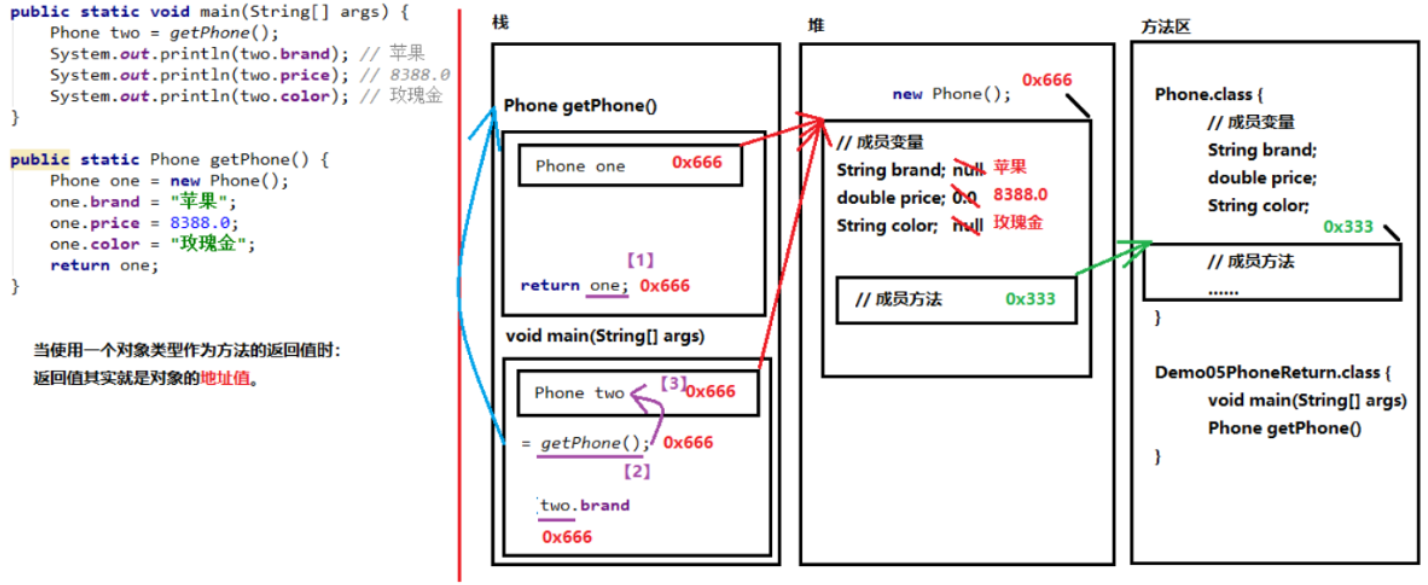 public static void main(String[] args) {
Phone two = getPhone();
System.out.println(two.brand); // 苹果
System.out.println(two.price); // 8388.0
System.out.println(two.color); // 玫瑰金
}
public static Phone getPhone() {
Phone one = new Phone();
one.brand = "苹果";
one.price = 8388.0;
one.color = "玫瑰金";
return one;
}
当使用一个对象类型作为方法的返回值时：
返回值其实就是对象的地址值。
栈
Phone getPhone()
Phone one 0x666
【1】
return one; 0x666
void main(String[] args)
Phone two 【3】0x666
= getPhone(); 0x666
【2】
two.brand
0x666
堆
0x666
new Phone();
// 成员变量
String brand; null 苹果
double price; 0.0 8388.0
String color; null 玫瑰金
// 成员方法 0x333
方法区
Phone.class {
// 成员变量
String brand;
double price;
String color;
0x333
// 成员方法
......
}
Demo05PhoneReturn.class {
void main(String[] args)
Phone getPhone()
}